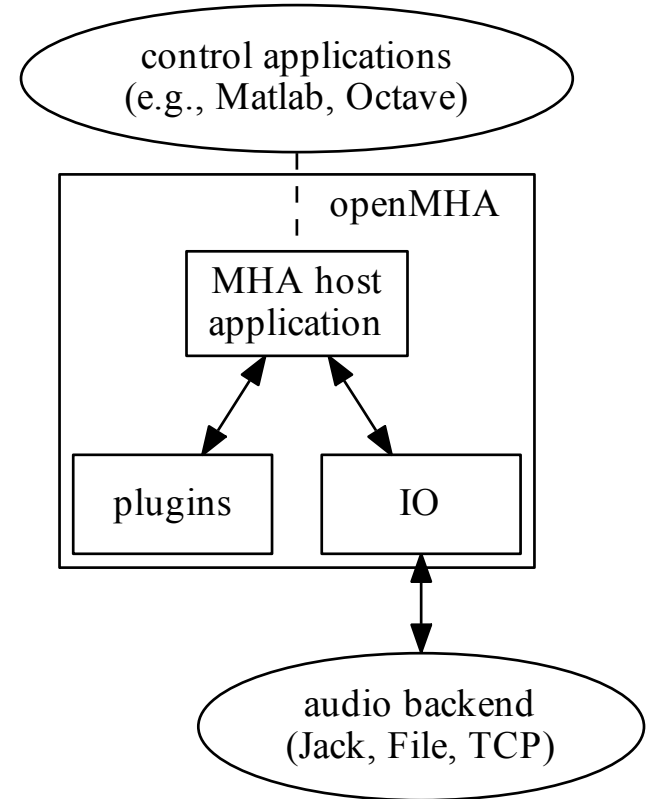 control applications
(e.g., Matlab, Octave)
openMHA
MHA host
application
plugins
IO
audio backend
(Jack, File, TCP)